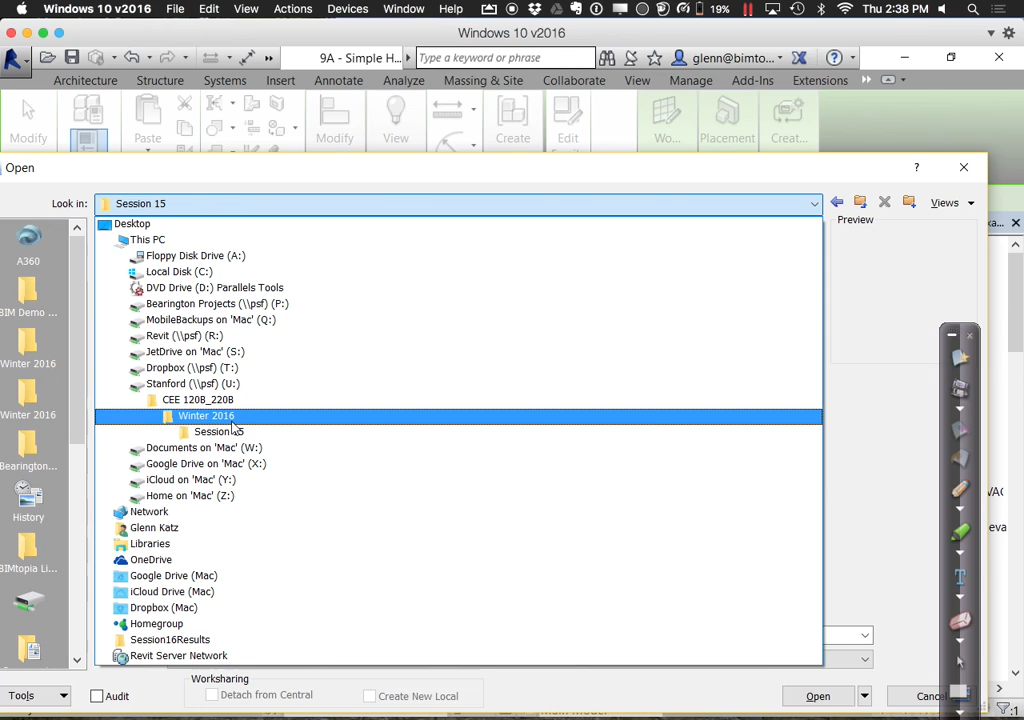 Windows 10 v2016 File Edit View Actions Devices Window Help 19% Thu 2:38 PM
Windows 10 v2016
9A - Simple H... Type a keyword or phrase glenn@bimto...
Architecture Structure Systems Insert Annotate Analyze Massing & Site Collaborate View Manage Add-Ins Extensions
Modify Paste Modify View Create Edit Wo... Placement Creat...
Open
Look in: Session 15 Views
Preview
Desktop
This PC
Floppy Disk Drive (A:)
A360
Local Disk (C:)
DVD Drive (D:) Parallels Tools
Bearington Projects (\\psf) (P:)
BIM Demo ...
MobileBackups on 'Mac' (Q:)
Revit (\\psf) (R:)
JetDrive on 'Mac' (S:)
Winter 2016
Dropbox (\\psf) (T:)
Stanford (\\psf) (U:)
CEE 120B_220B
Winter 2016
Winter 2016
Session 15
Documents on 'Mac' (W:)
Google Drive on 'Mac' (X:)
Bearington...
iCloud on 'Mac' (Y:)
Home on 'Mac' (Z:)
Network
History
Glenn Katz
Libraries
OneDrive
BIMtopia Li...
Google Drive (Mac)
iCloud Drive (Mac)
Dropbox (Mac)
Homegroup
Session16Results
Revit Server Network
Worksharing
Tools Audit Detach from Central Create New Local Open Cancel
:1